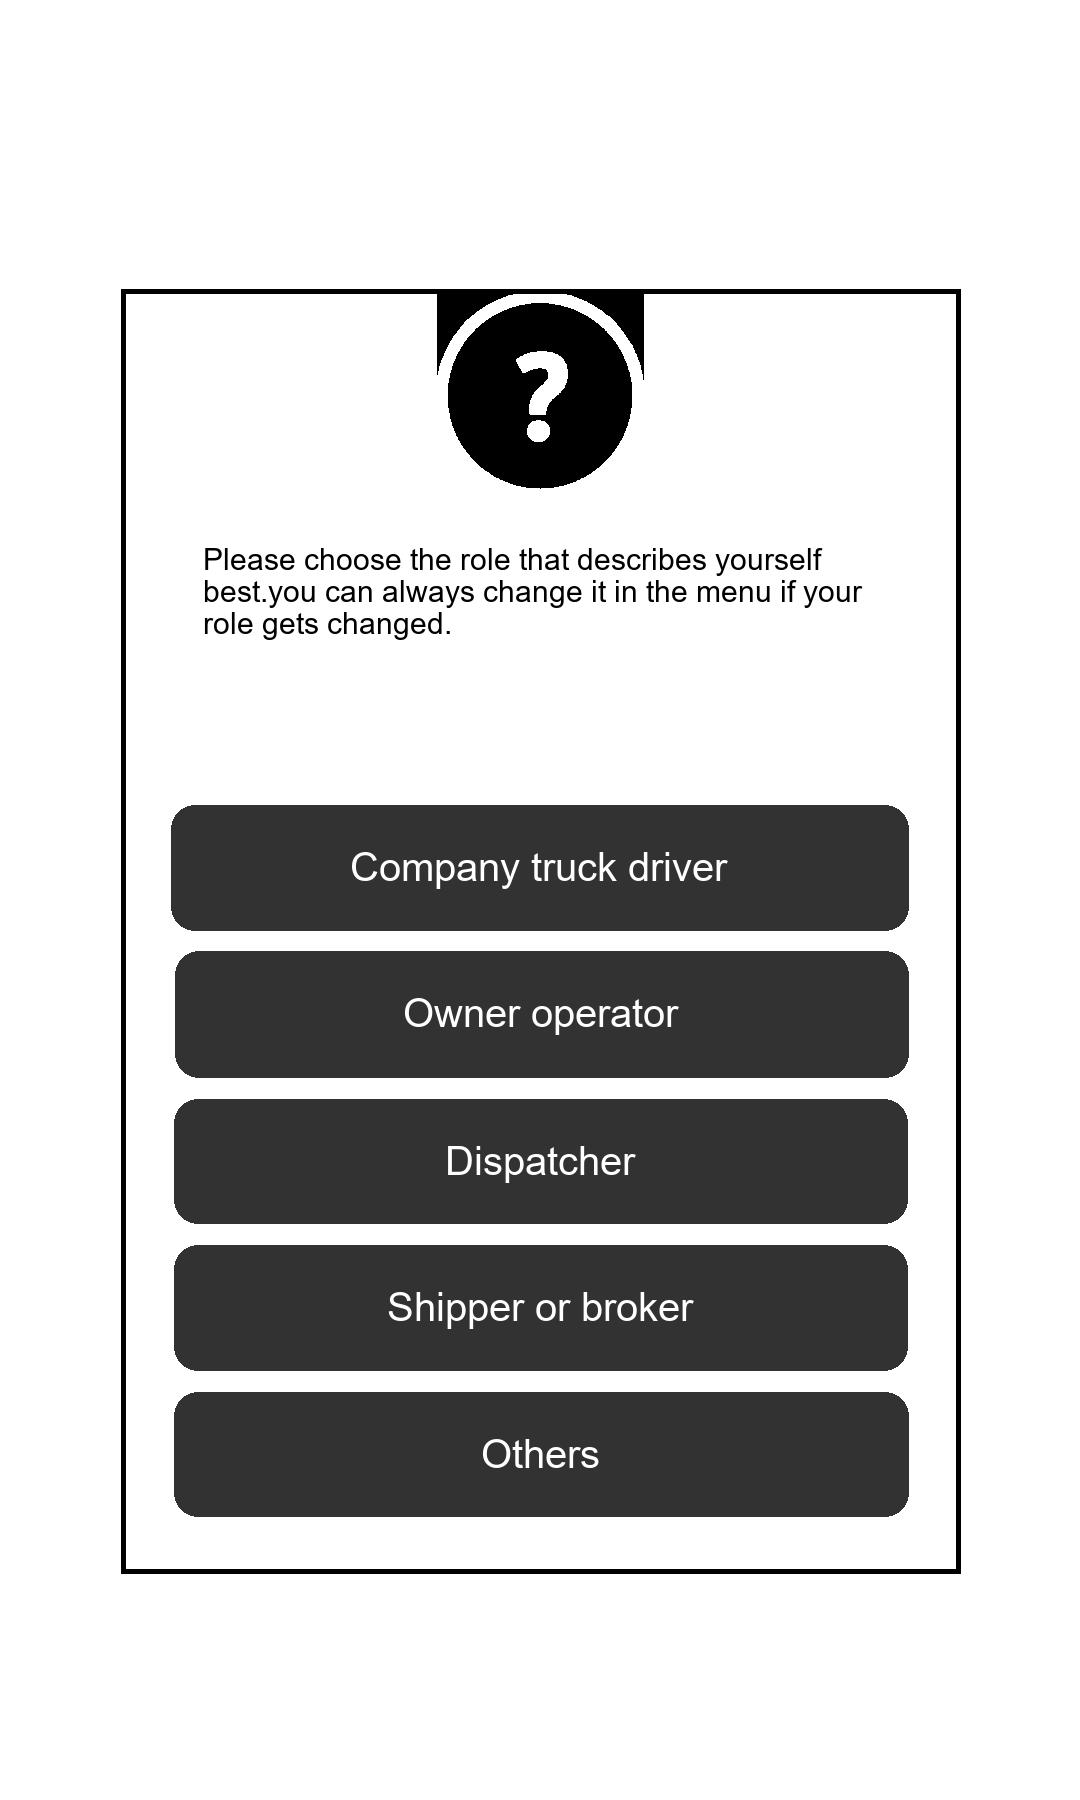 ?
Please choose the role that describes yourself
best.you can always change it in the menu if your
role gets changed.
Company truck driver
Owner operator
Dispatcher
Shipper or broker
Others